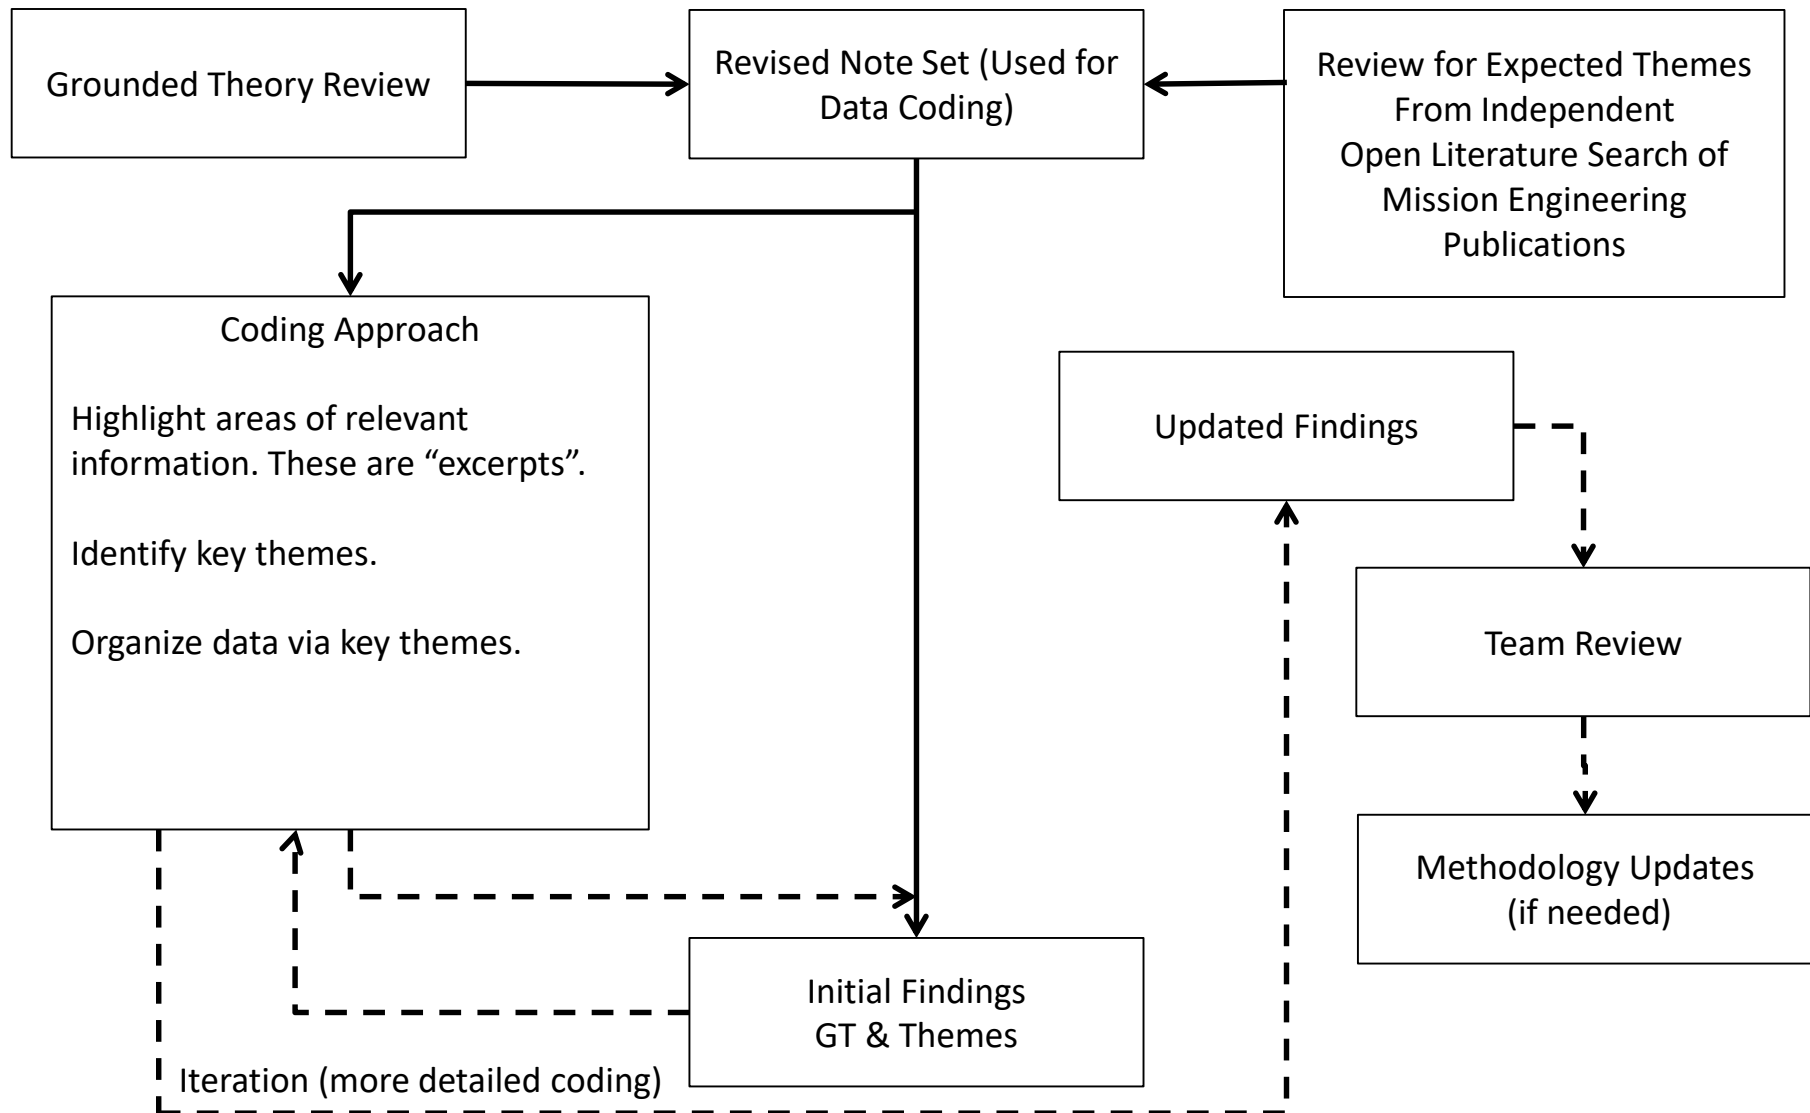 Grounded Theory Review
Revised Note Set (Used for
Data Coding)
Review for Expected Themes
From Independent
Open Literature Search of
Mission Engineering
Publications
Coding Approach
Highlight areas of relevant
information. These are “excerpts”.
Identify key themes.
Organize data via key themes.
Updated Findings
Team Review
Methodology Updates
(if needed)
Initial Findings
GT & Themes
Iteration (more detailed coding)